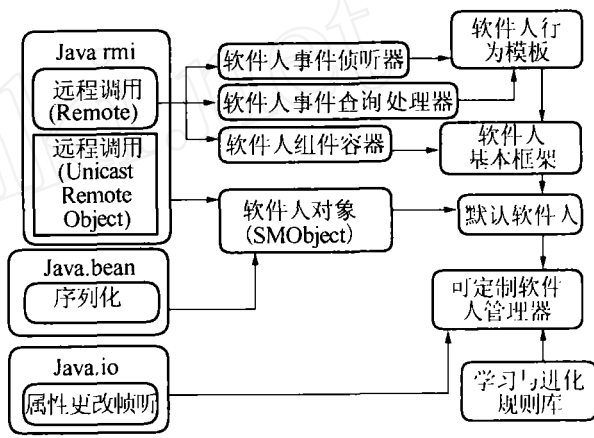 Java rmi
远程调用
(Remote)
远程调用
(Unicast
Remote
Object)
Java.bean
序列化
Java.io
属性更改帧听
软件人事件侦听器
软件人事件查询处理器
软件人组件容器
软件人对象
(SMObject)
软件人行
为模板
软件人
基本框架
默认软件人
可定制软件
人管理器
学习与进化
规则库